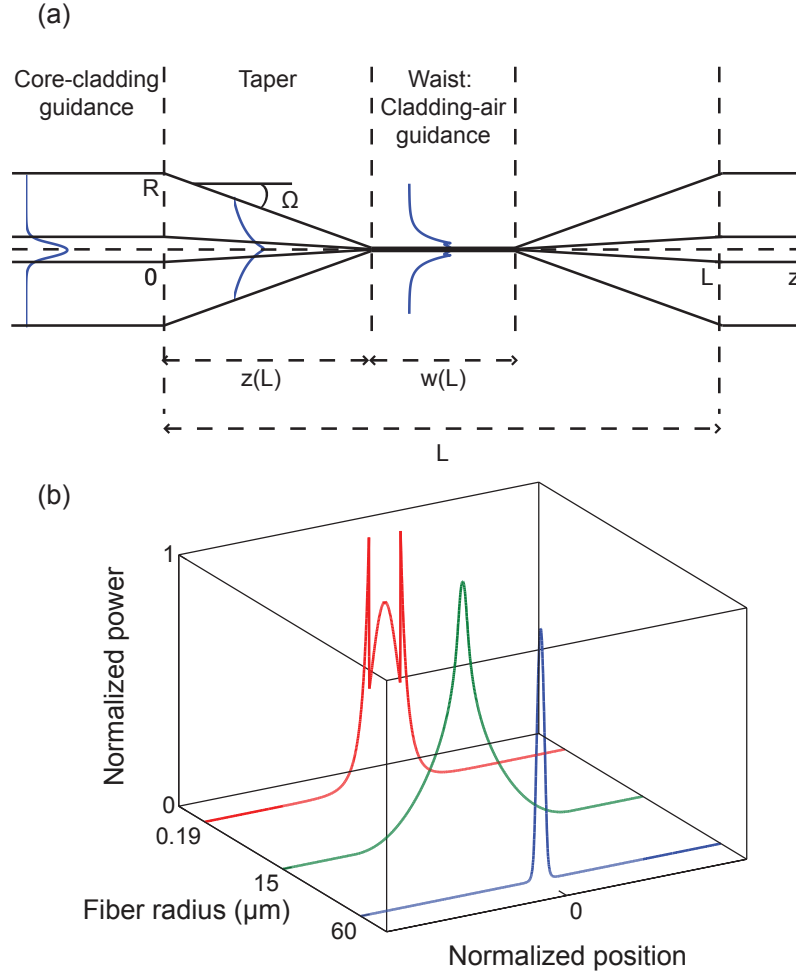 (a)
Core-cladding
guidance
Taper
Waist:
Cladding-air
guidance
R
Ω
0
L
z
z(L)
w(L)
L
(b)
1
Normalized power
0
0.19
15
60
Fiber radius (μm)
0
Normalized position